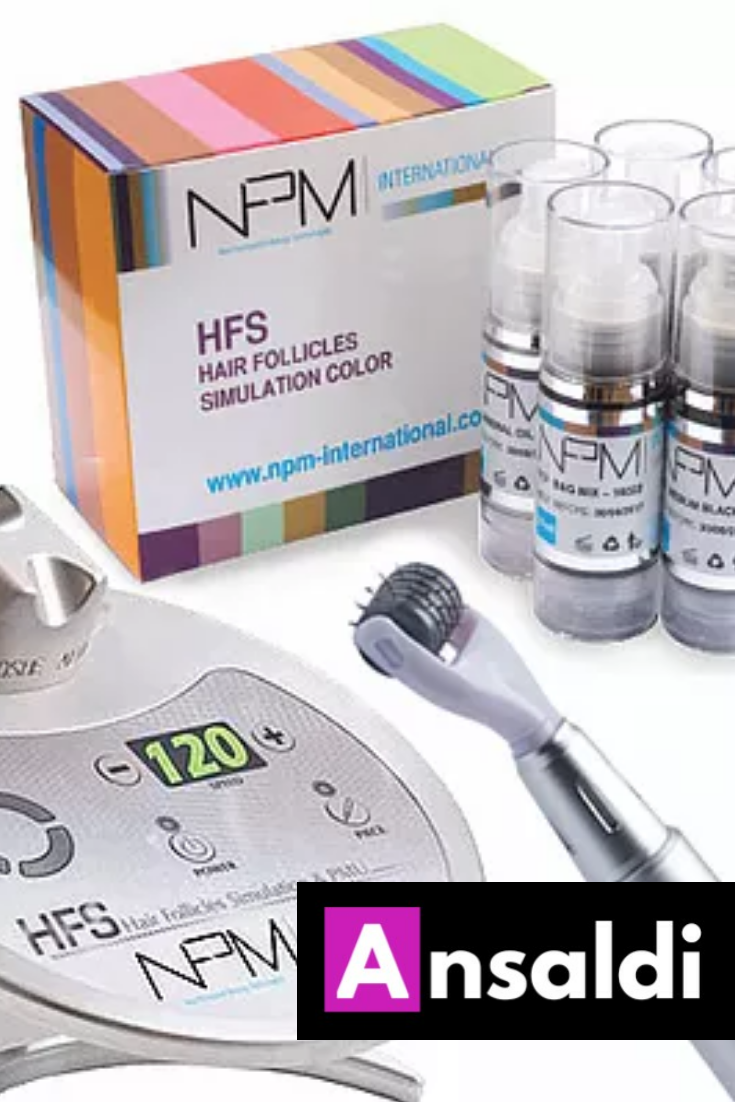 NPM
INTERNATIONAL
HFS
HAIR FOLLICLES
SIMULATION COLOR
www.npm-international.co
NPM
NPM
B&G MIX -
NPM
120
SPEED
POWER
HFS Hair Follicles Simulation & PMU
NPM
Ansaldi